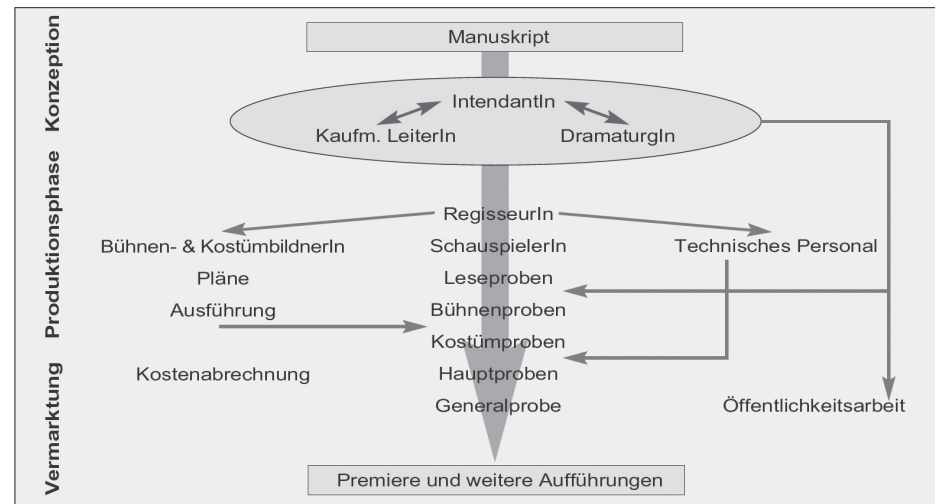 Konzeption
Manuskript
IntendantIn
Kaufm. LeiterIn
DramaturgIn
Produktionsphase
RegisseurIn
Bühnen- & KostümbildnerIn
SchauspielerIn
Technisches Personal
Pläne
Leseproben
Ausführung
Bühnenproben
Kostümproben
Vermarktung
Kostenabrechnung
Hauptproben
Generalprobe
Öffentlichkeitsarbeit
Premiere und weitere Aufführungen